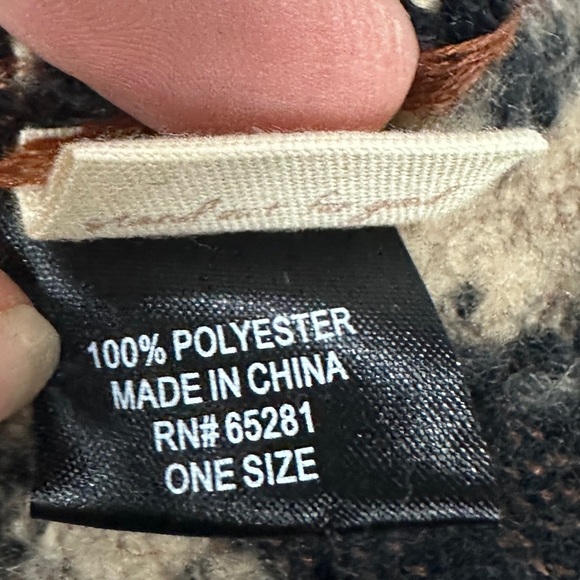 100% POLYESTER
MADE IN CHINA
RN# 65281
ONE SIZE